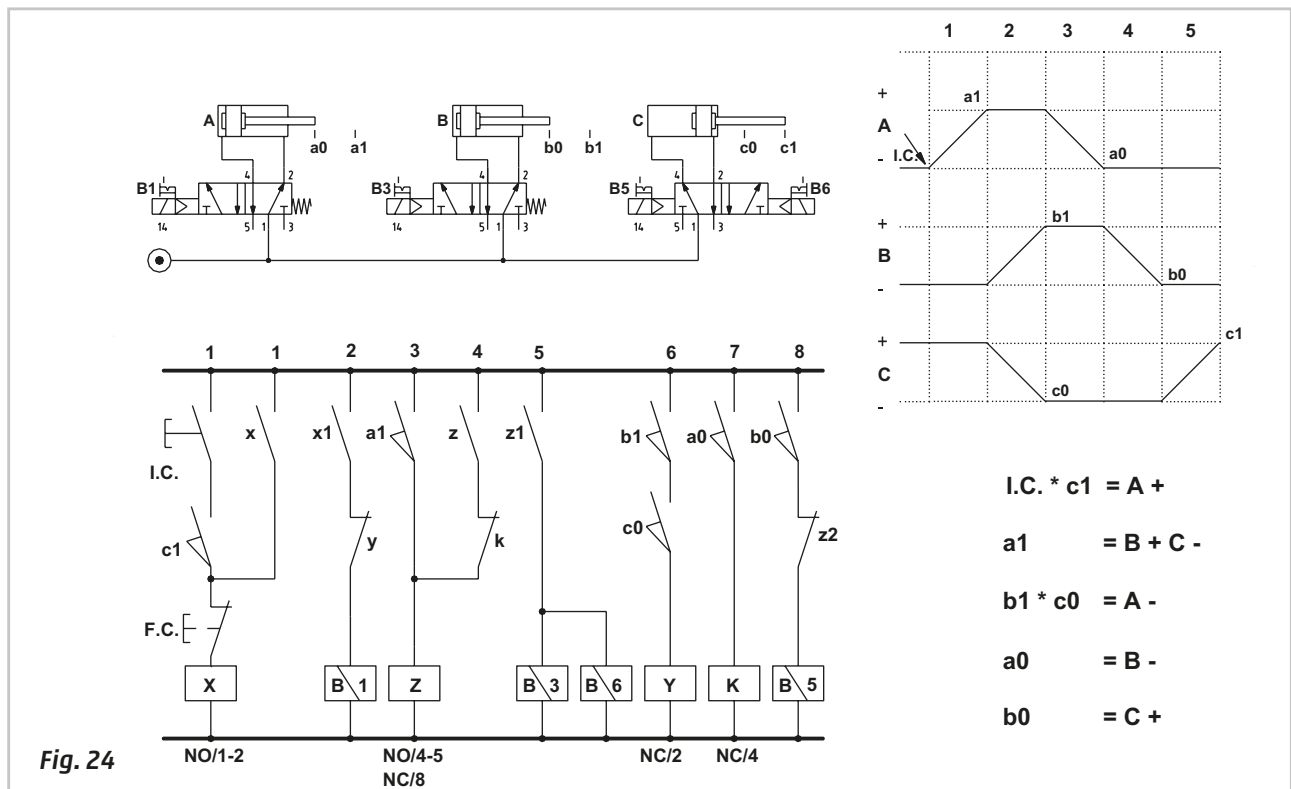 1 2 3 4 5
+
A
-
I.C.
a1
a0
+
B
-
b1
b0
+
C
-
c0
c1
A
a0 a1
B
b0 b1
C
c0 c1
B1
4 2
14
5 1 3
B3
4 2
14
5 1 3
B5
4 2
B6
14
5 1 3
1 1 2 3 4 5 6 7 8
I.C. x x1 a1 z z1 b1 a0 b0
c1 y k c0 z2
F.C.
X B 1 Z B 3 B 6 Y K B 5
NO/1-2 NO/4-5 NC/2 NC/4
NC/8
I.C. * c1 = A +
a1 = B + C -
b1 * c0 = A -
a0 = B -
b0 = C +
Fig. 24